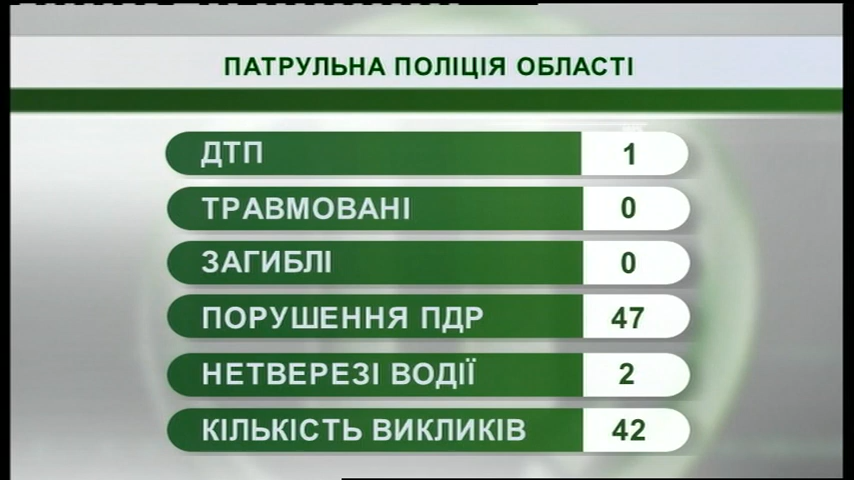 ПАТРУЛЬНА ПОЛІЦІЯ ОБЛАСТІ
ДТП 1
ТРАВМОВАНІ 0
ЗАГИБЛІ 0
ПОРУШЕННЯ ПДР 47
НЕТВЕРЕЗІ ВОДІЇ 2
КІЛЬКІСТЬ ВИКЛИКІВ 42